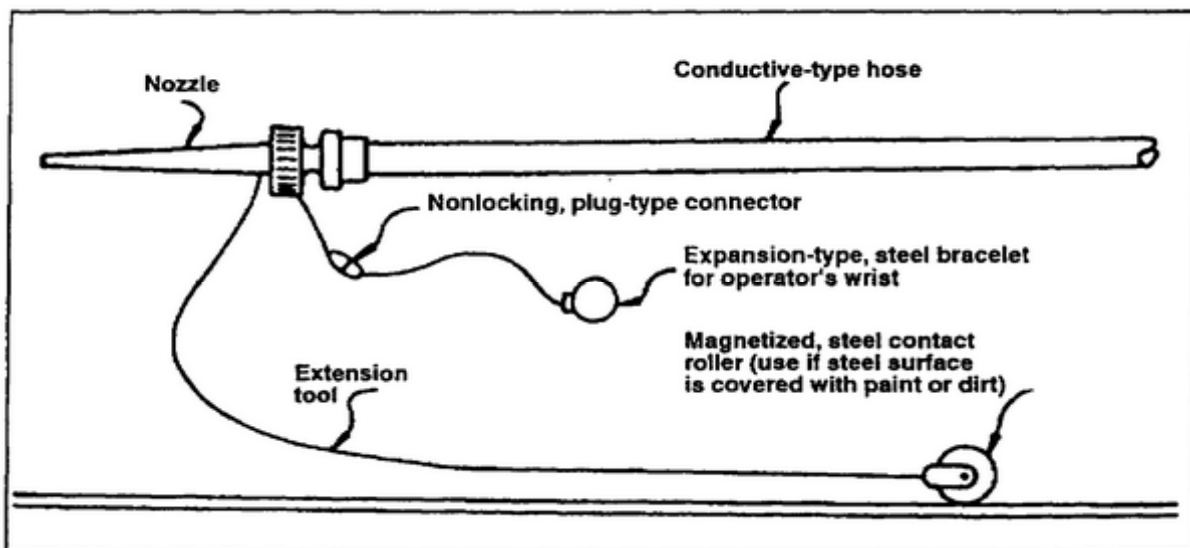 Nozzle
Conductive-type hose
Nonlocking, plug-type connector
Expansion-type, steel bracelet
for operator's wrist
Magnetized, steel contact
roller (use if steel surface
is covered with paint or dirt)
Extension
tool